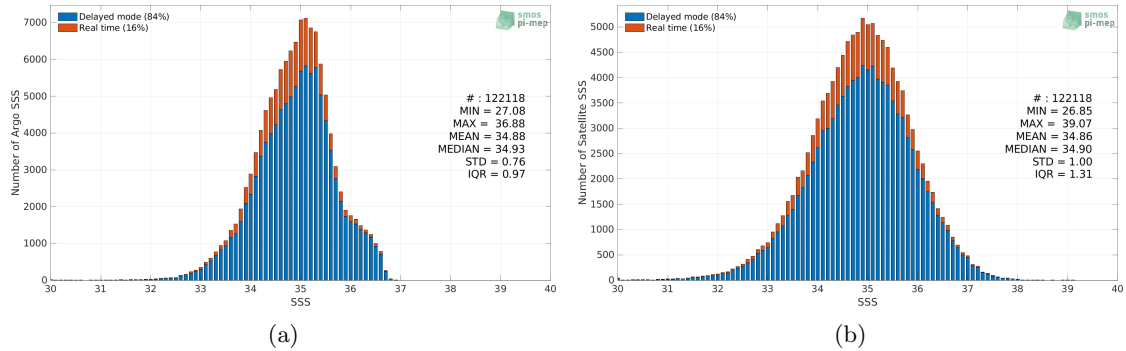 Delayed mode (84%)
Real time (16%)
smos
pi-mep
Number of Argo SSS
7000
6000
5000
4000
3000
2000
1000
0
# : 122118
MIN = 27.08
MAX = 36.88
MEAN = 34.88
MEDIAN = 34.93
STD = 0.76
IQR = 0.97
30 31 32 33 34 35 36 37 38 39 40
SSS
(a)
Delayed mode (84%)
Real time (16%)
smos
pi-mep
Number of Satellite SSS
5000
4500
4000
3500
3000
2500
2000
1500
1000
500
0
# : 122118
MIN = 26.85
MAX = 39.07
MEAN = 34.86
MEDIAN = 34.90
STD = 1.00
IQR = 1.31
30 31 32 33 34 35 36 37 38 39 40
SSS
(b)